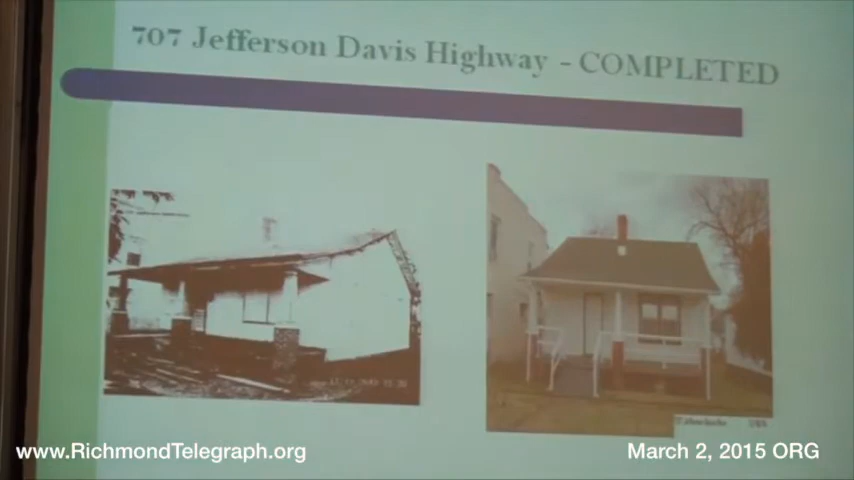 707 Jefferson Davis Highway - COMPLETED
www.RichmondTelegraph.org
March 2, 2015 ORG